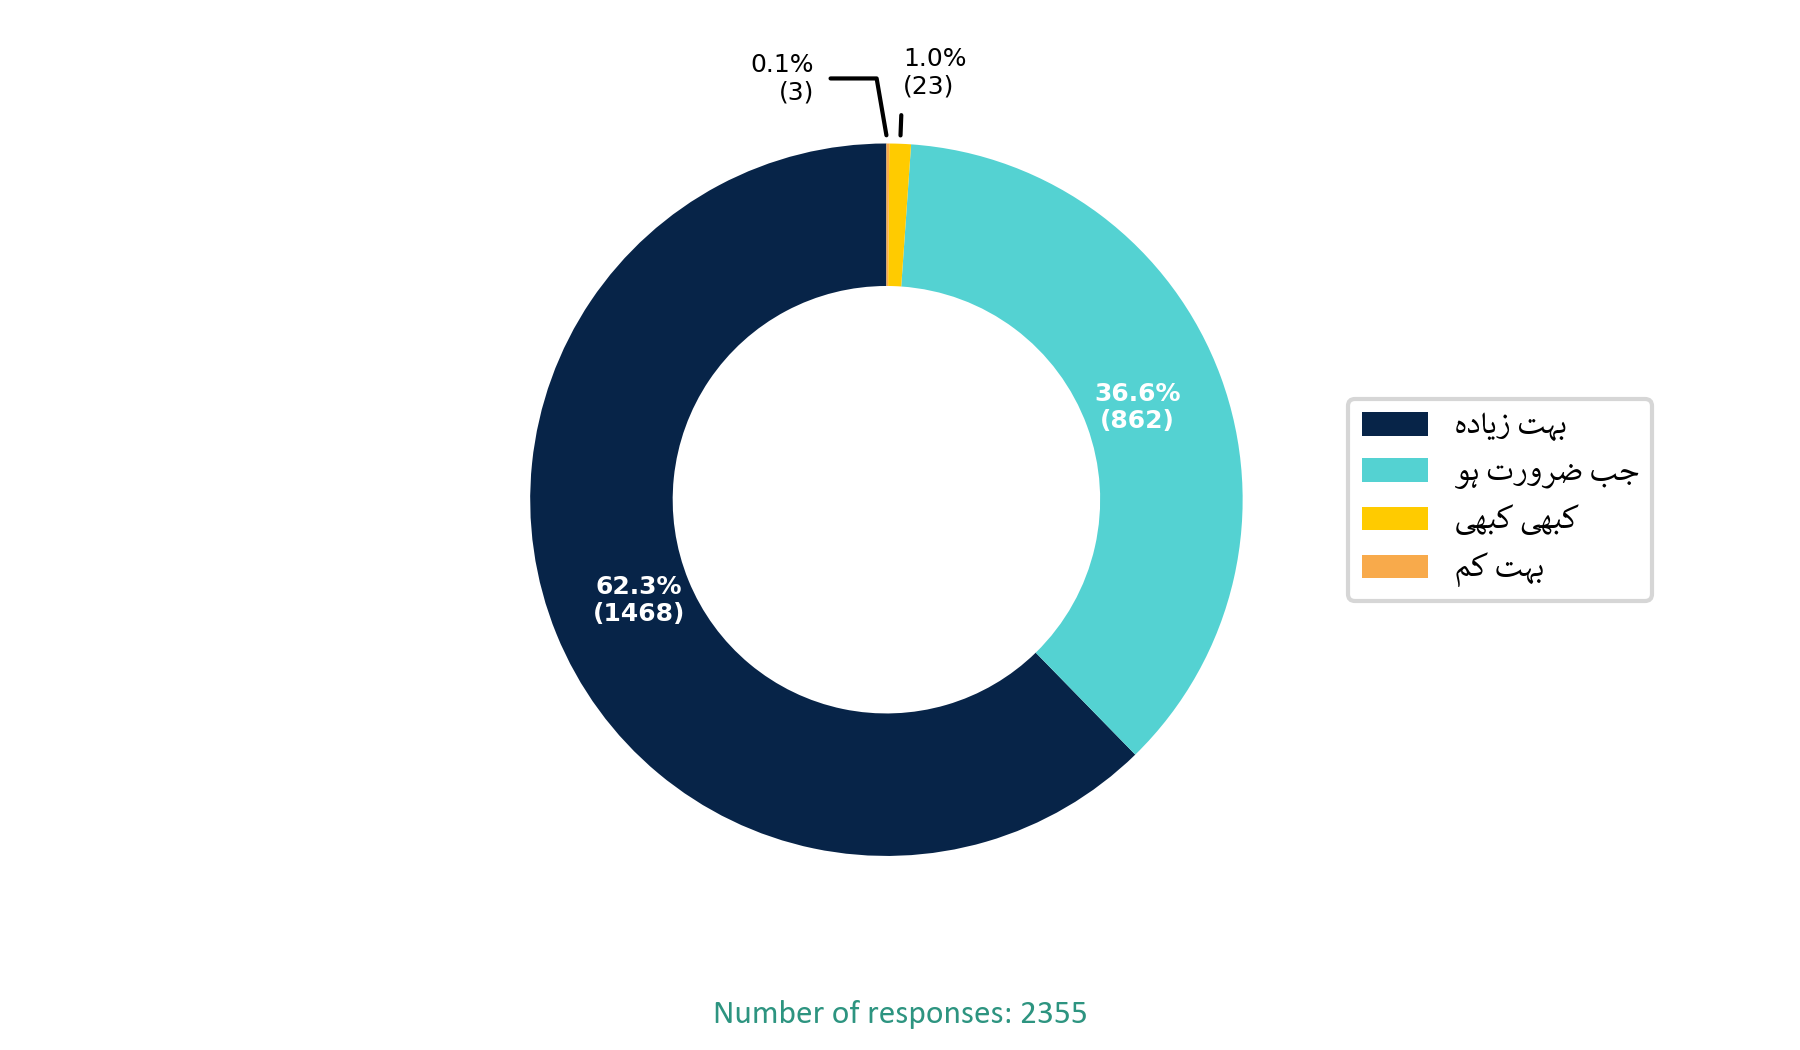 0.1%
(3)
1.0%
(23)
36.6%
(862)
62.3%
(1468)
بہت زیادہ
جب ضرورت ہو
کبھی کبھی
بہت کم
Number of responses: 2355